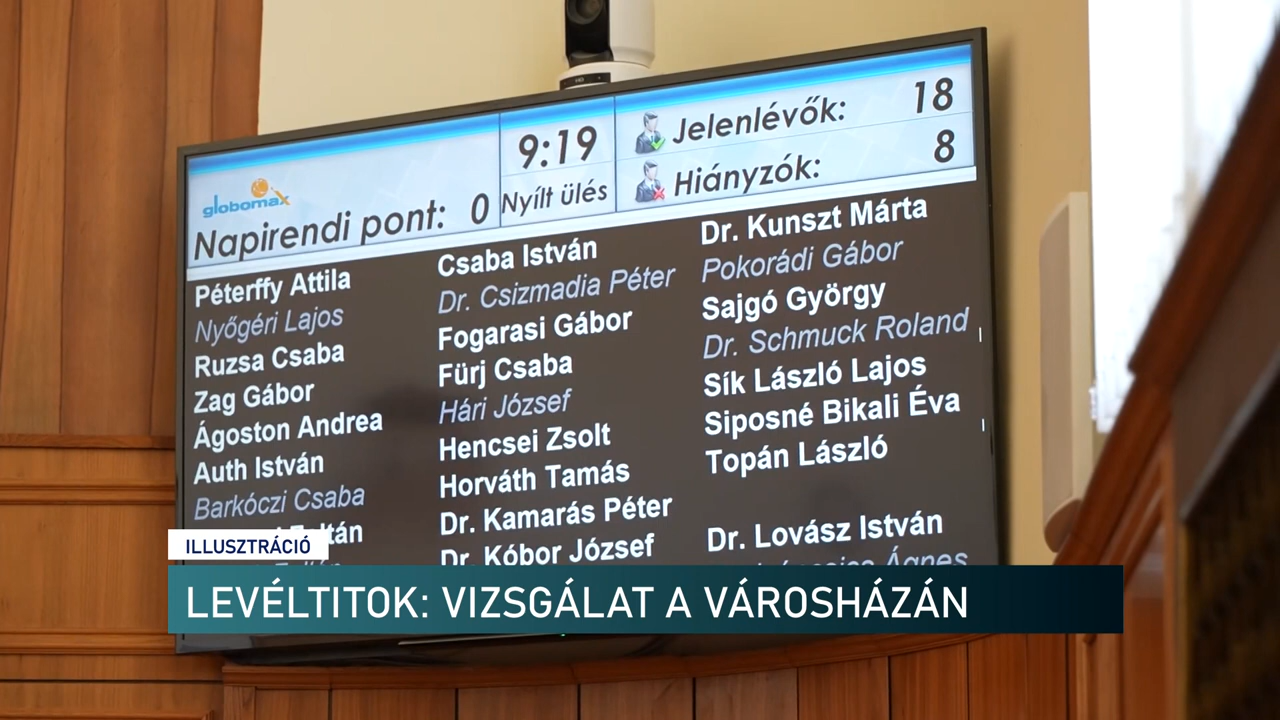 globomax
Napirendi pont: 0
9:19
Nyílt ülés
Jelenlévők: 18
Hiányzók: 8
Péterffy Attila
Nyőgéri Lajos
Ruzsa Csaba
Zag Gábor
Ágoston Andrea
Auth István
Barkóczi Csaba
Csaba István
Dr. Csizmadia Péter
Fogarasi Gábor
Fürj Csaba
Hári József
Hencsei Zsolt
Horváth Tamás
Dr. Kamarás Péter
Dr. Kóbor József
Dr. Kunszt Márta
Pokorádi Gábor
Sajgó György
Dr. Schmuck Roland
Sík László Lajos
Siposné Bikali Éva
Topán László
Dr. Lovász István
Ágnes
ILLUSZTRÁCIÓ
LEVÉLTITOK: VIZSGÁLAT A VÁROSHÁZÁN